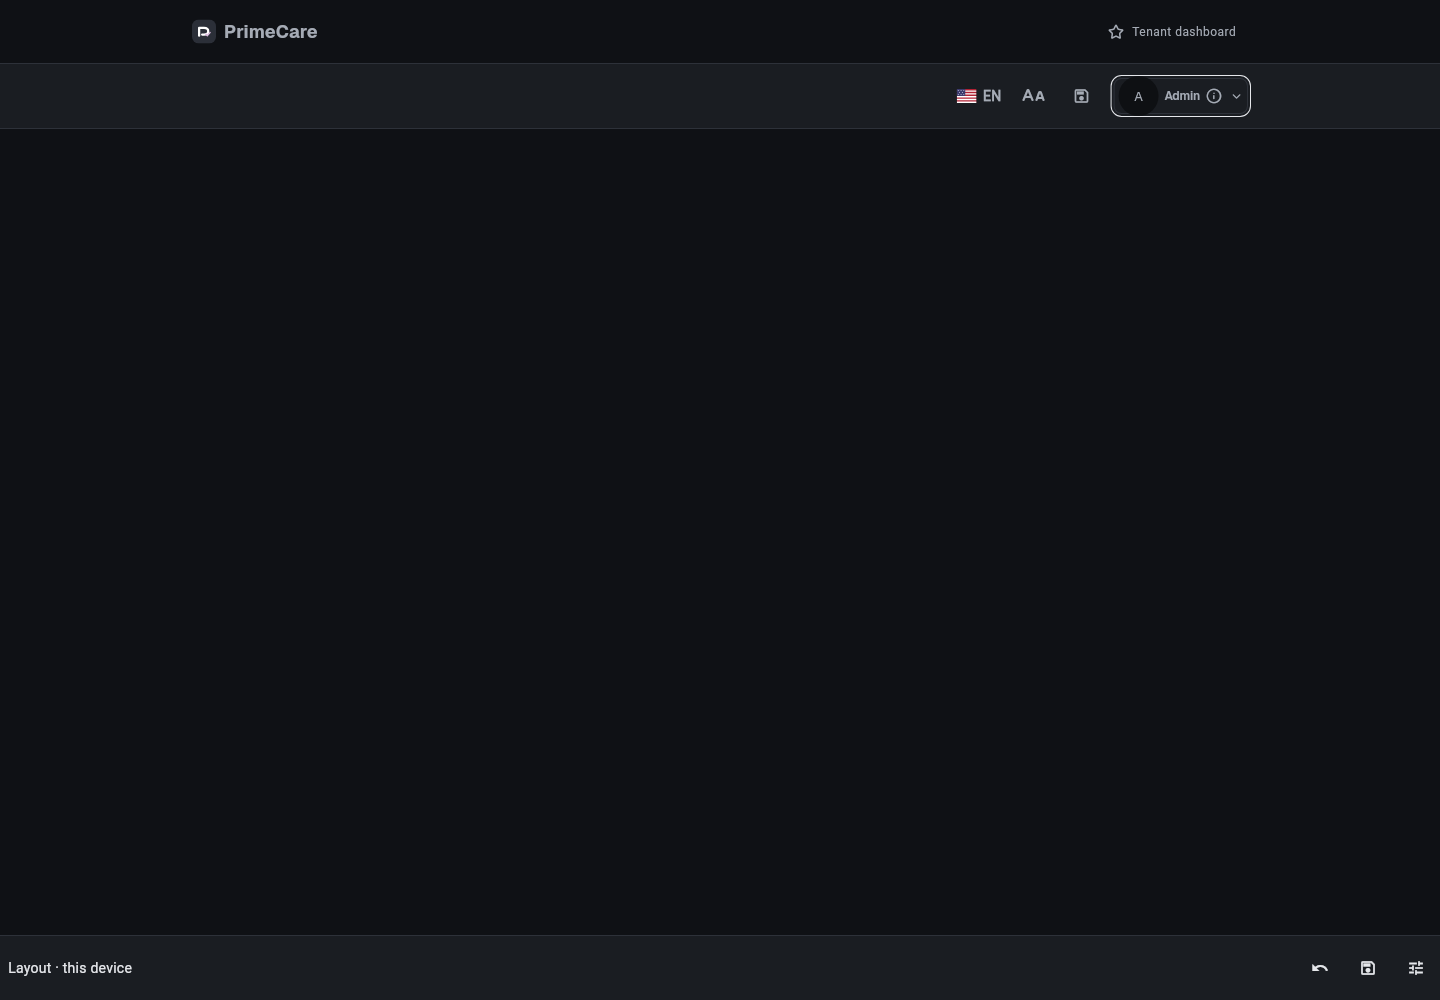 PrimeCare
Tenant dashboard
EN
AA
A
Admin
Layout · this device